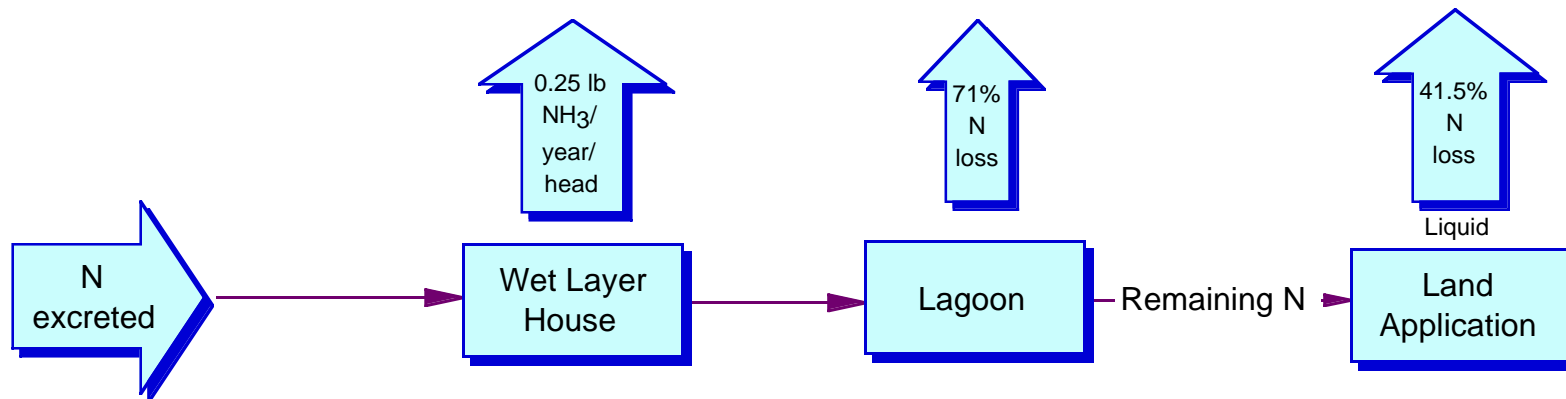 N
excreted
0.25 lb
NH3/
year/
head
Wet Layer
House
71%
N
loss
Lagoon
Remaining N
41.5%
N
loss
Liquid
Land
Application